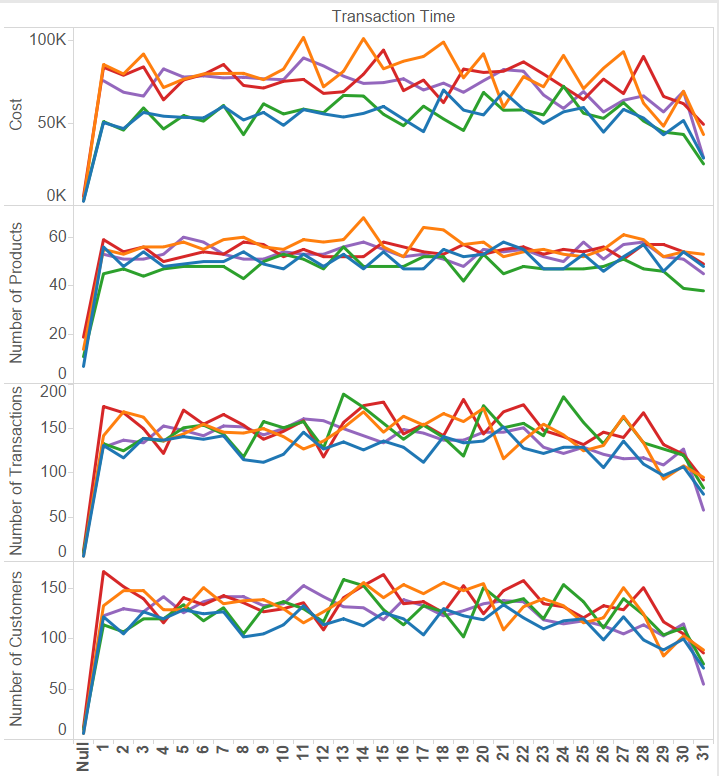 Transaction Time
Cost
100K
50K
0K
Number of Products
60
40
20
0
Number of Transactions
200
150
100
50
0
Number of Customers
150
100
50
0
Null 1 2 3 4 5 6 7 8 9 10 11 12 13 14 15 16 17 18 19 20 21 22 23 24 25 26 27 28 29 30 31